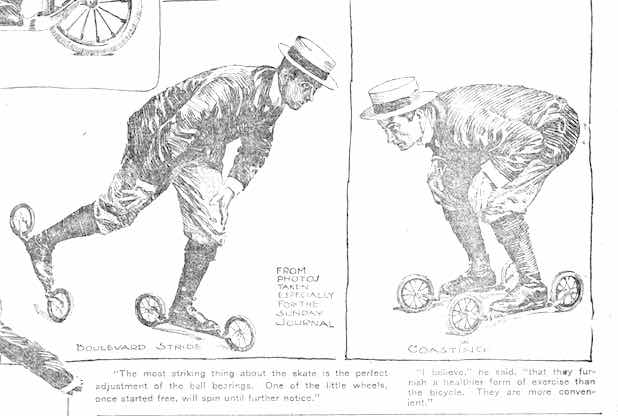 FROM
PHOTOS
TAKEN
ESPECIALLY
FOR THE
SUNDAY
JOURNAL
BOULEVARD STRIDE
COASTING
"The most striking thing about the skate is the perfect
adjustment of the ball bearings. One of the little wheels,
once started free, will spin until further notice."
"I believe," he said, "that they fur-
nish a healthier form of exercise than
the bicycle. They are more conven-
ient."